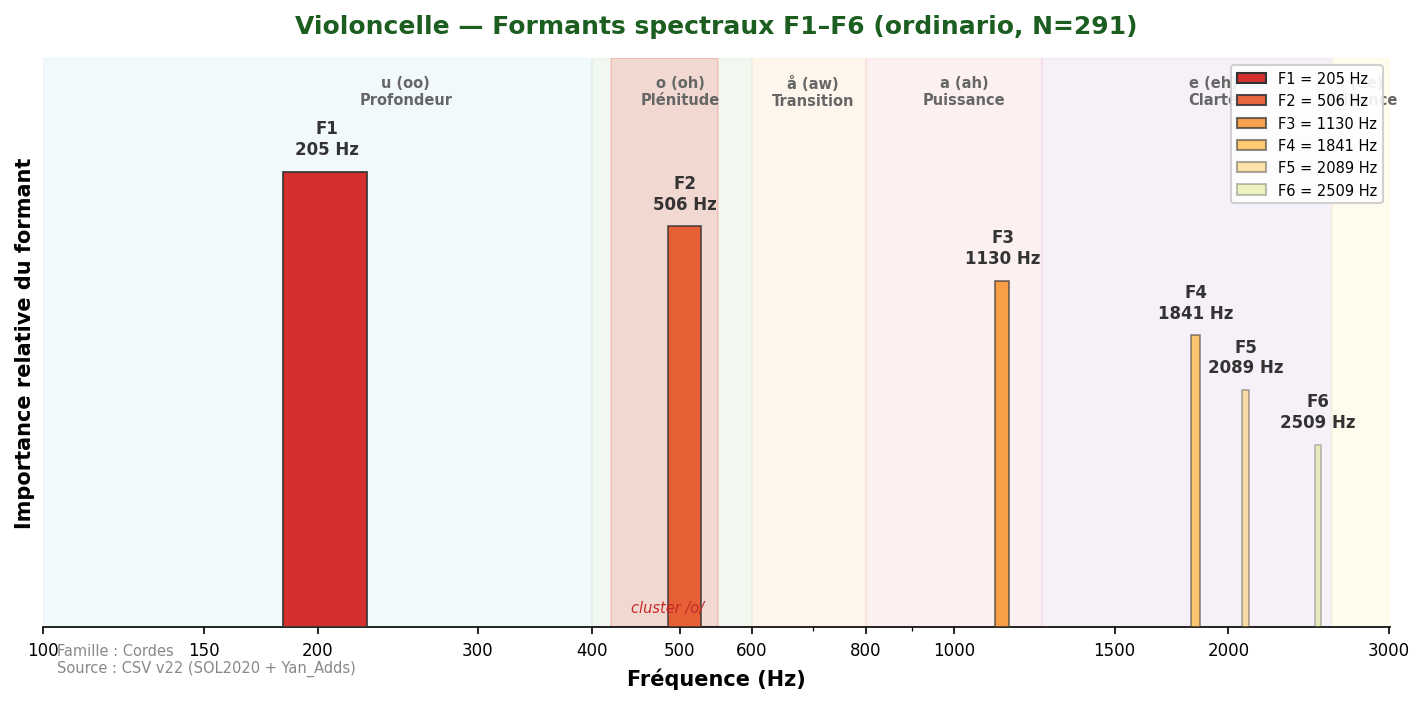 Violoncelle — Formants spectraux F1–F6 (ordinario, N=291)
u (oo)
Profondeur
o (oh)
Plénitude
å (aw)
Transition
a (ah)
Puissance
e (eh
F1 = 205 Hz
F2 = 506 Hz
F3 = 1130 Hz
F4 = 1841 Hz
F5 = 2089 Hz
F6 = 2509 Hz
F1
205 Hz
F2
506 Hz
F3
1130 Hz
F4
1841 Hz
F5
2089 Hz
F6
2509 Hz
cluster /o/
Importance relative du formant
100 150 200 300 400 500 600 800 1000 1500 2000 3000
Famille : Cordes
Source : CSV v22 (SOL2020 + Yan_Adds)
Fréquence (Hz)